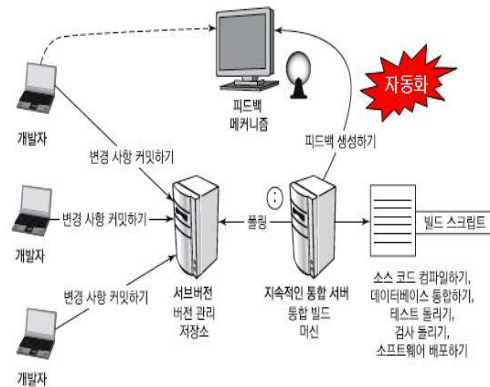 자동화
피드백
메커니즘
개발자
피드백 생성하기
변경 사항 커밋하기
변경 사항 커밋하기
폴링
빌드 스크립트
개발자
변경 사항 커밋하기
서브버전
버전 관리
저장소
지속적인 통합 서버
통합 빌드
머신
소스 코드 컴파일하기,
데이터베이스 통합하기,
테스트 돌리기,
검사 돌리기,
소프트웨어 배포하기
개발자